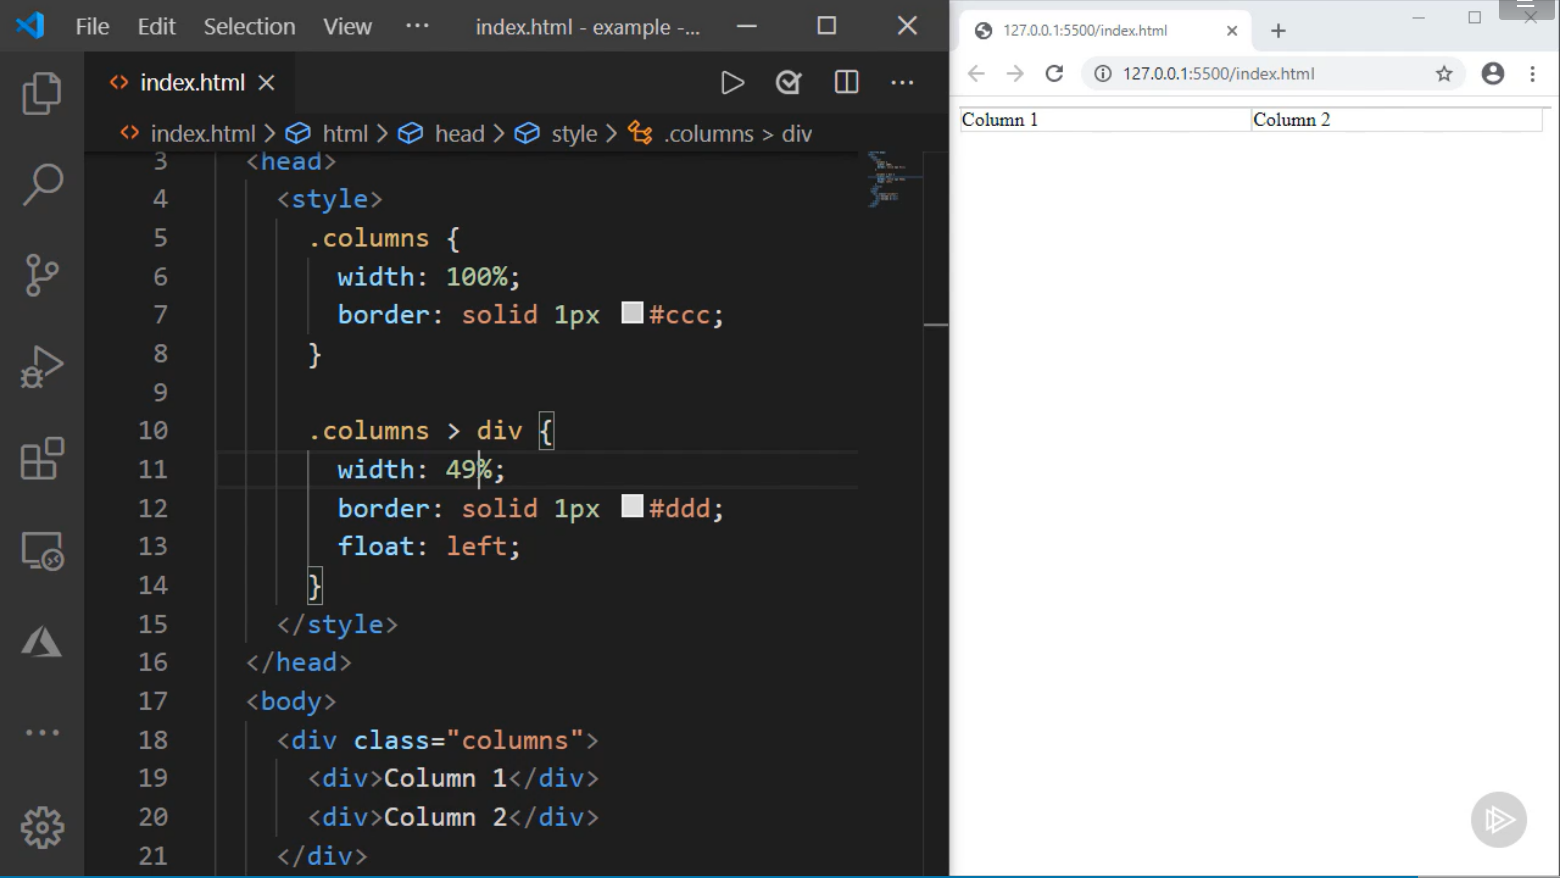 File Edit Selection View ··· index.html - example -...
index.html
index.html > html > head > style > .columns > div
3 <head>
4 <style>
5 .columns {
6 width: 100%;
7 border: solid 1px #ccc;
8 }
9
10 .columns > div {
11 width: 49%;
12 border: solid 1px #ddd;
13 float: left;
14 }
15 </style>
16 </head>
17 <body>
18 <div class="columns">
19 <div>Column 1</div>
20 <div>Column 2</div>
21 </div>
127.0.0.1:5500/index.html
127.0.0.1:5500/index.html
Column 1 Column 2